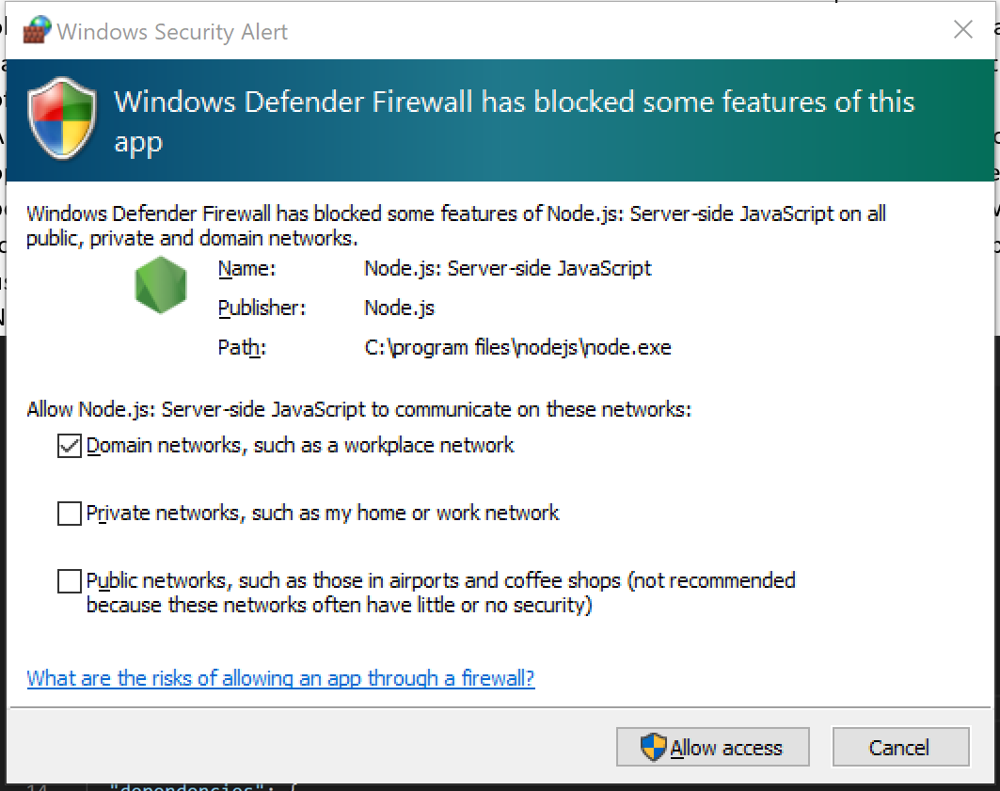 Windows Security Alert
Windows Defender Firewall has blocked some features of this
app
Windows Defender Firewall has blocked some features of Node.js: Server-side JavaScript on all
public, private and domain networks.
Name: Node.js: Server-side JavaScript
Publisher: Node.js
Path: C:\program files\nodejs\node.exe
Allow Node.js: Server-side JavaScript to communicate on these networks:
Domain networks, such as a workplace network
Private networks, such as my home or work network
Public networks, such as those in airports and coffee shops (not recommended
because these networks often have little or no security)
What are the risks of allowing an app through a firewall?
Allow access Cancel
14 "dependencies": {